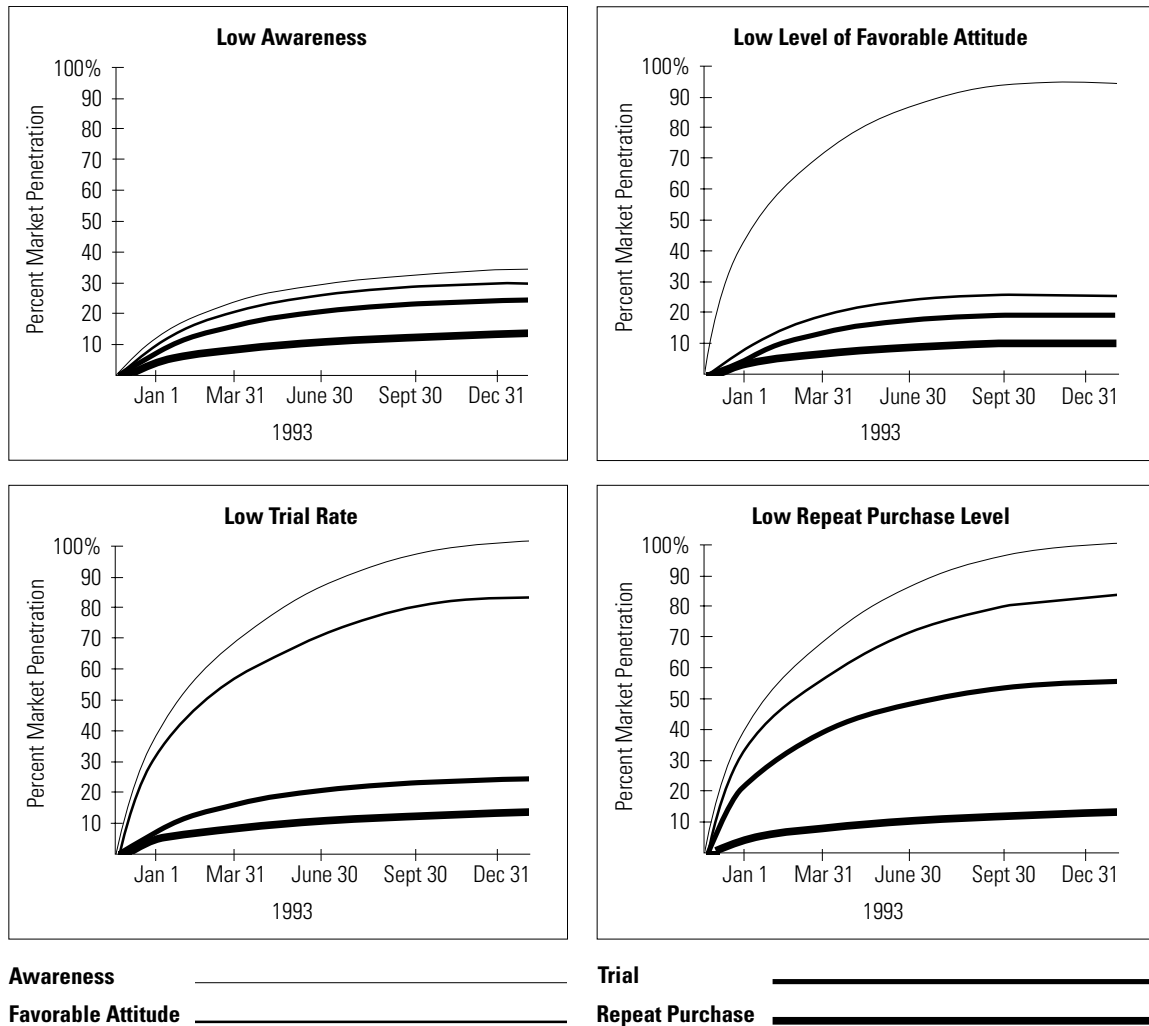 Low Awareness
Percent Market Penetration
100%
90
80
70
60
50
40
30
20
10
Jan 1 Mar 31 June 30 Sept 30 Dec 31
1993
Low Level of Favorable Attitude
Percent Market Penetration
100%
90
80
70
60
50
40
30
20
10
Jan 1 Mar 31 June 30 Sept 30 Dec 31
1993
Low Trial Rate
Percent Market Penetration
100%
90
80
70
60
50
40
30
20
10
Jan 1 Mar 31 June 30 Sept 30 Dec 31
1993
Low Repeat Purchase Level
Percent Market Penetration
100%
90
80
70
60
50
40
30
20
10
Jan 1 Mar 31 June 30 Sept 30 Dec 31
1993
Awareness
Trial
Favorable Attitude
Repeat Purchase